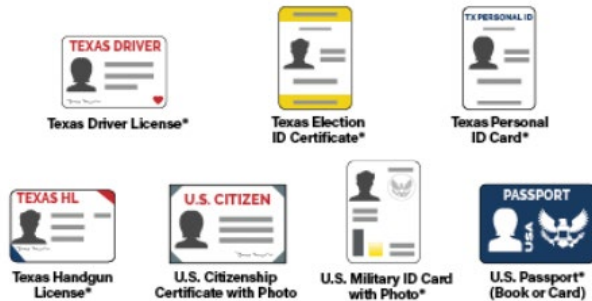 TEXAS DRIVER
Texas Driver License*
Texas Election
ID Certificate*
TX PERSONAL ID
Texas Personal
ID Card*
TEXAS HL
Texas Handgun
License*
U.S. CITIZEN
U.S. Citizenship
Certificate with Photo
U.S. Military ID Card
with Photo*
PASSPORT
USA
U.S. Passport*
(Book or Card)